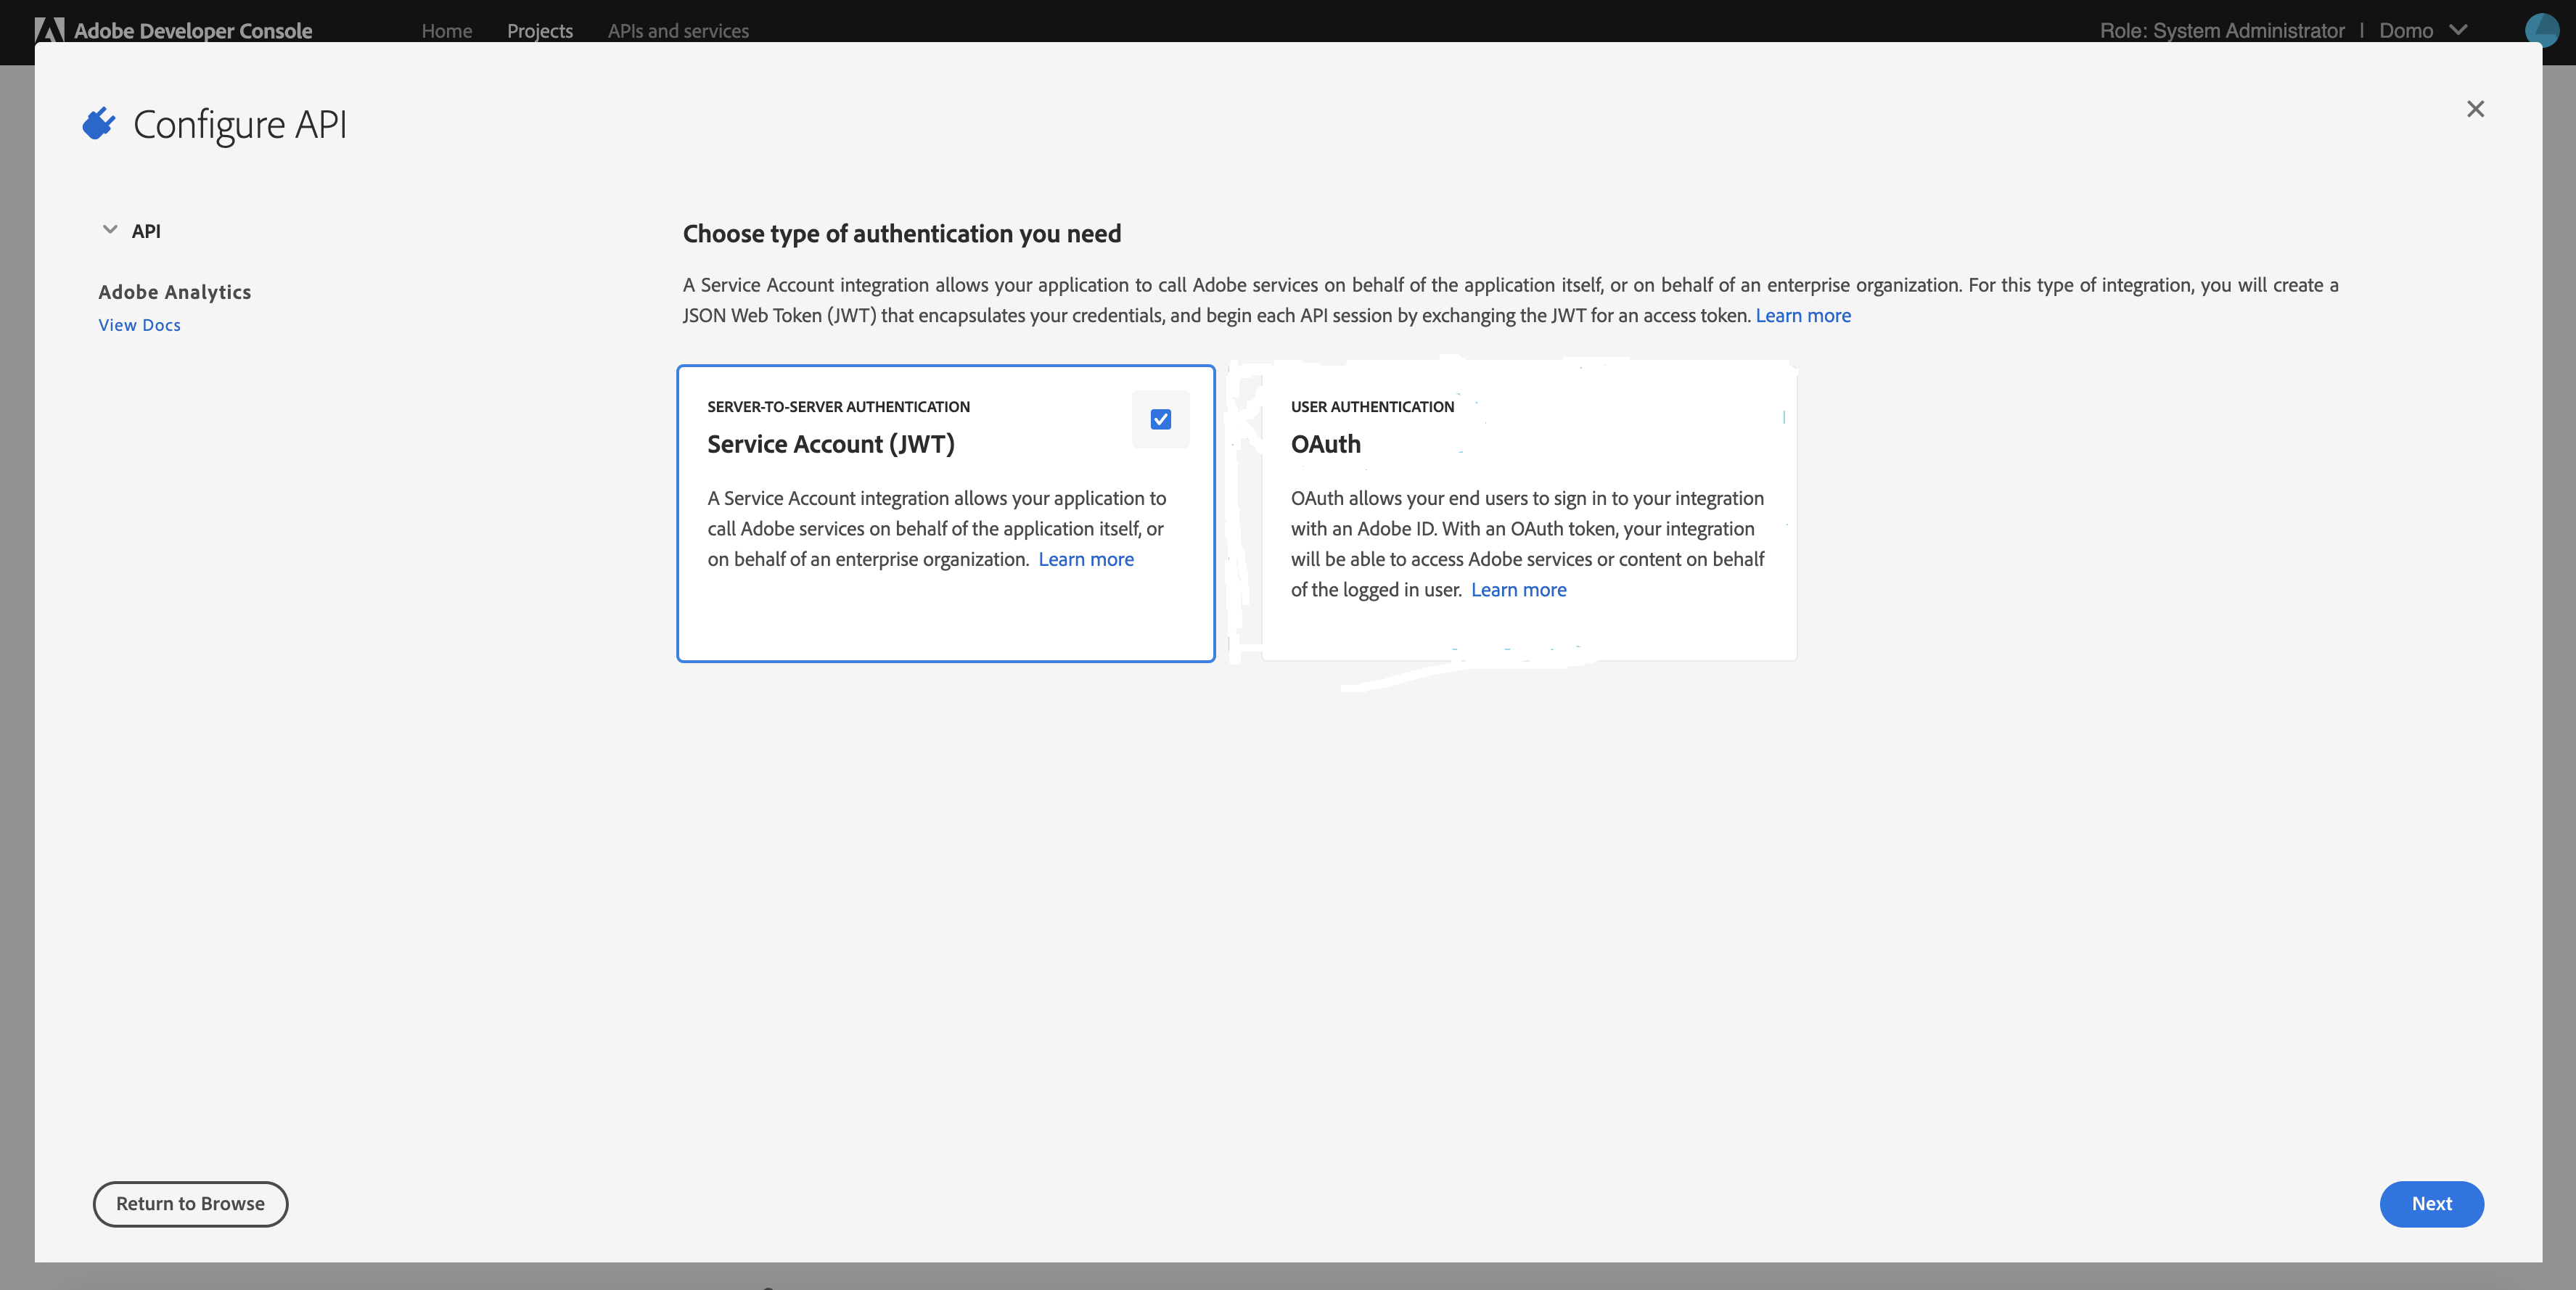 Adobe Developer Console
Home
Projects
APIs and services
Role: System Administrator | Domo
Configure API
API
Adobe Analytics
View Docs
Choose type of authentication you need
A Service Account integration allows your application to call Adobe services on behalf of the application itself, or on behalf of an enterprise organization. For this type of integration, you will create a
JSON Web Token (JWT) that encapsulates your credentials, and begin each API session by exchanging the JWT for an access token. Learn more
SERVER-TO-SERVER AUTHENTICATION
Service Account (JWT)
A Service Account integration allows your application to
call Adobe services on behalf of the application itself, or
on behalf of an enterprise organization. Learn more
USER AUTHENTICATION
OAuth
OAuth allows your end users to sign in to your integration
with an Adobe ID. With an OAuth token, your integration
will be able to access Adobe services or content on behalf
of the logged in user. Learn more
Return to Browse
Next